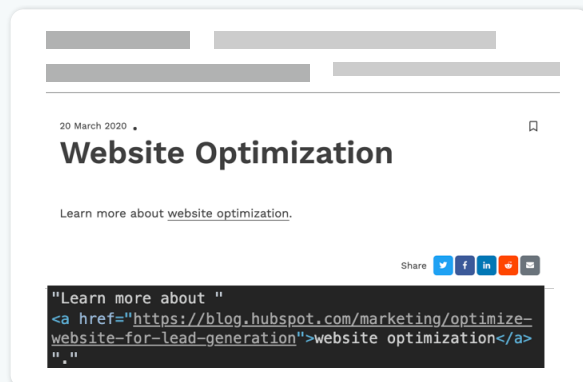 20 March 2020 •
Website Optimization
Learn more about website optimization.
Share
"Learn more about "
<a href="https://blog.hubspot.com/marketing/optimize-
website-for-lead-generation">website optimization</a>
"."